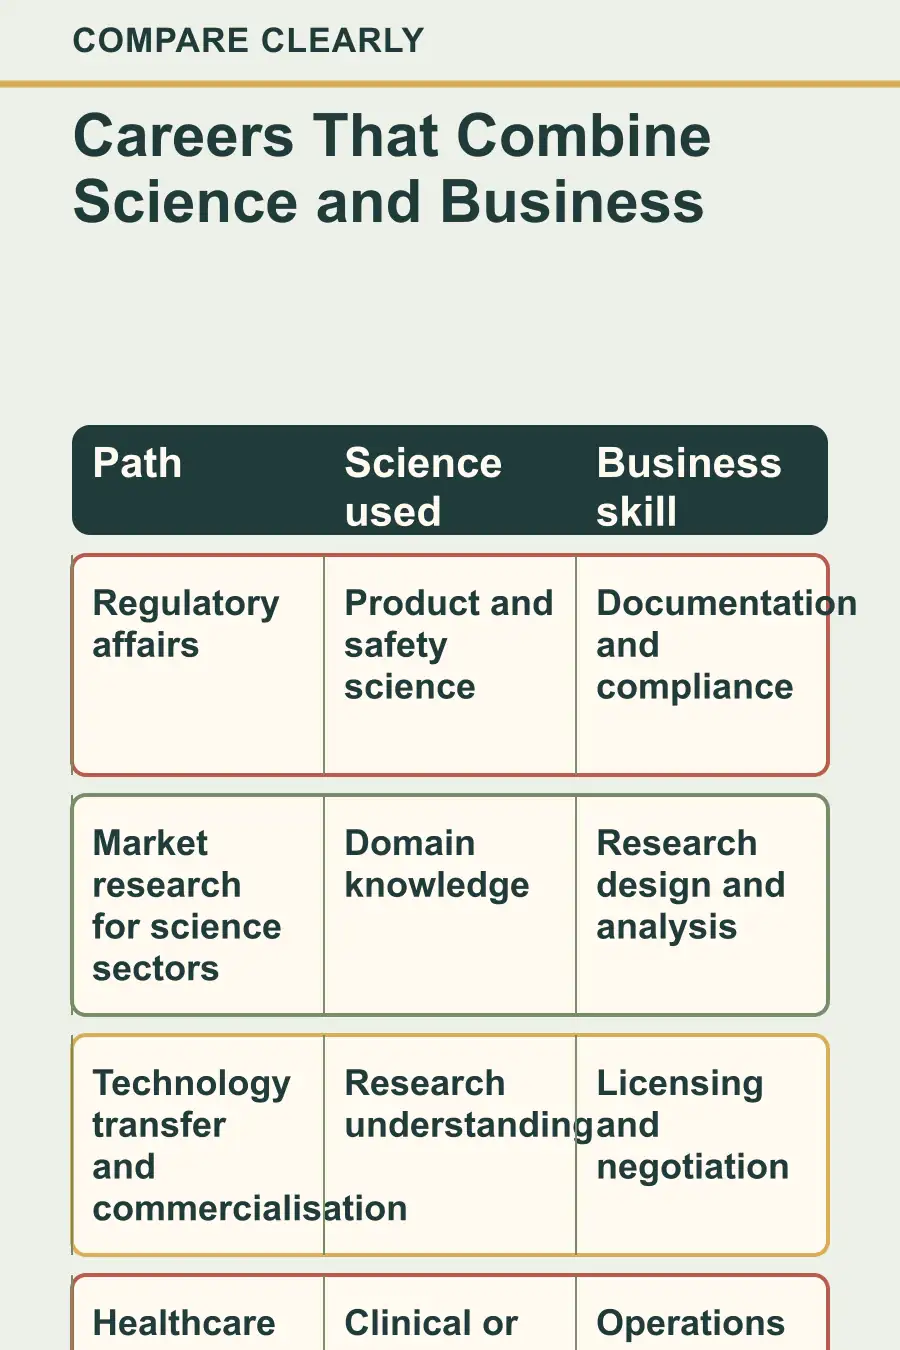 COMPARE CLEARLY
Careers That Combine
Science and Business
Path
Science
used
Business
skill
Regulatory
affairs
Product and
safety
science
Documentation
and
compliance
Market
research
for science
sectors
Domain
knowledge
Research
design and
analysis
Technology
transfer
and
commercialisation
Research
understanding
Licensing
and
negotiation
Healthcare
Clinical or
Operations